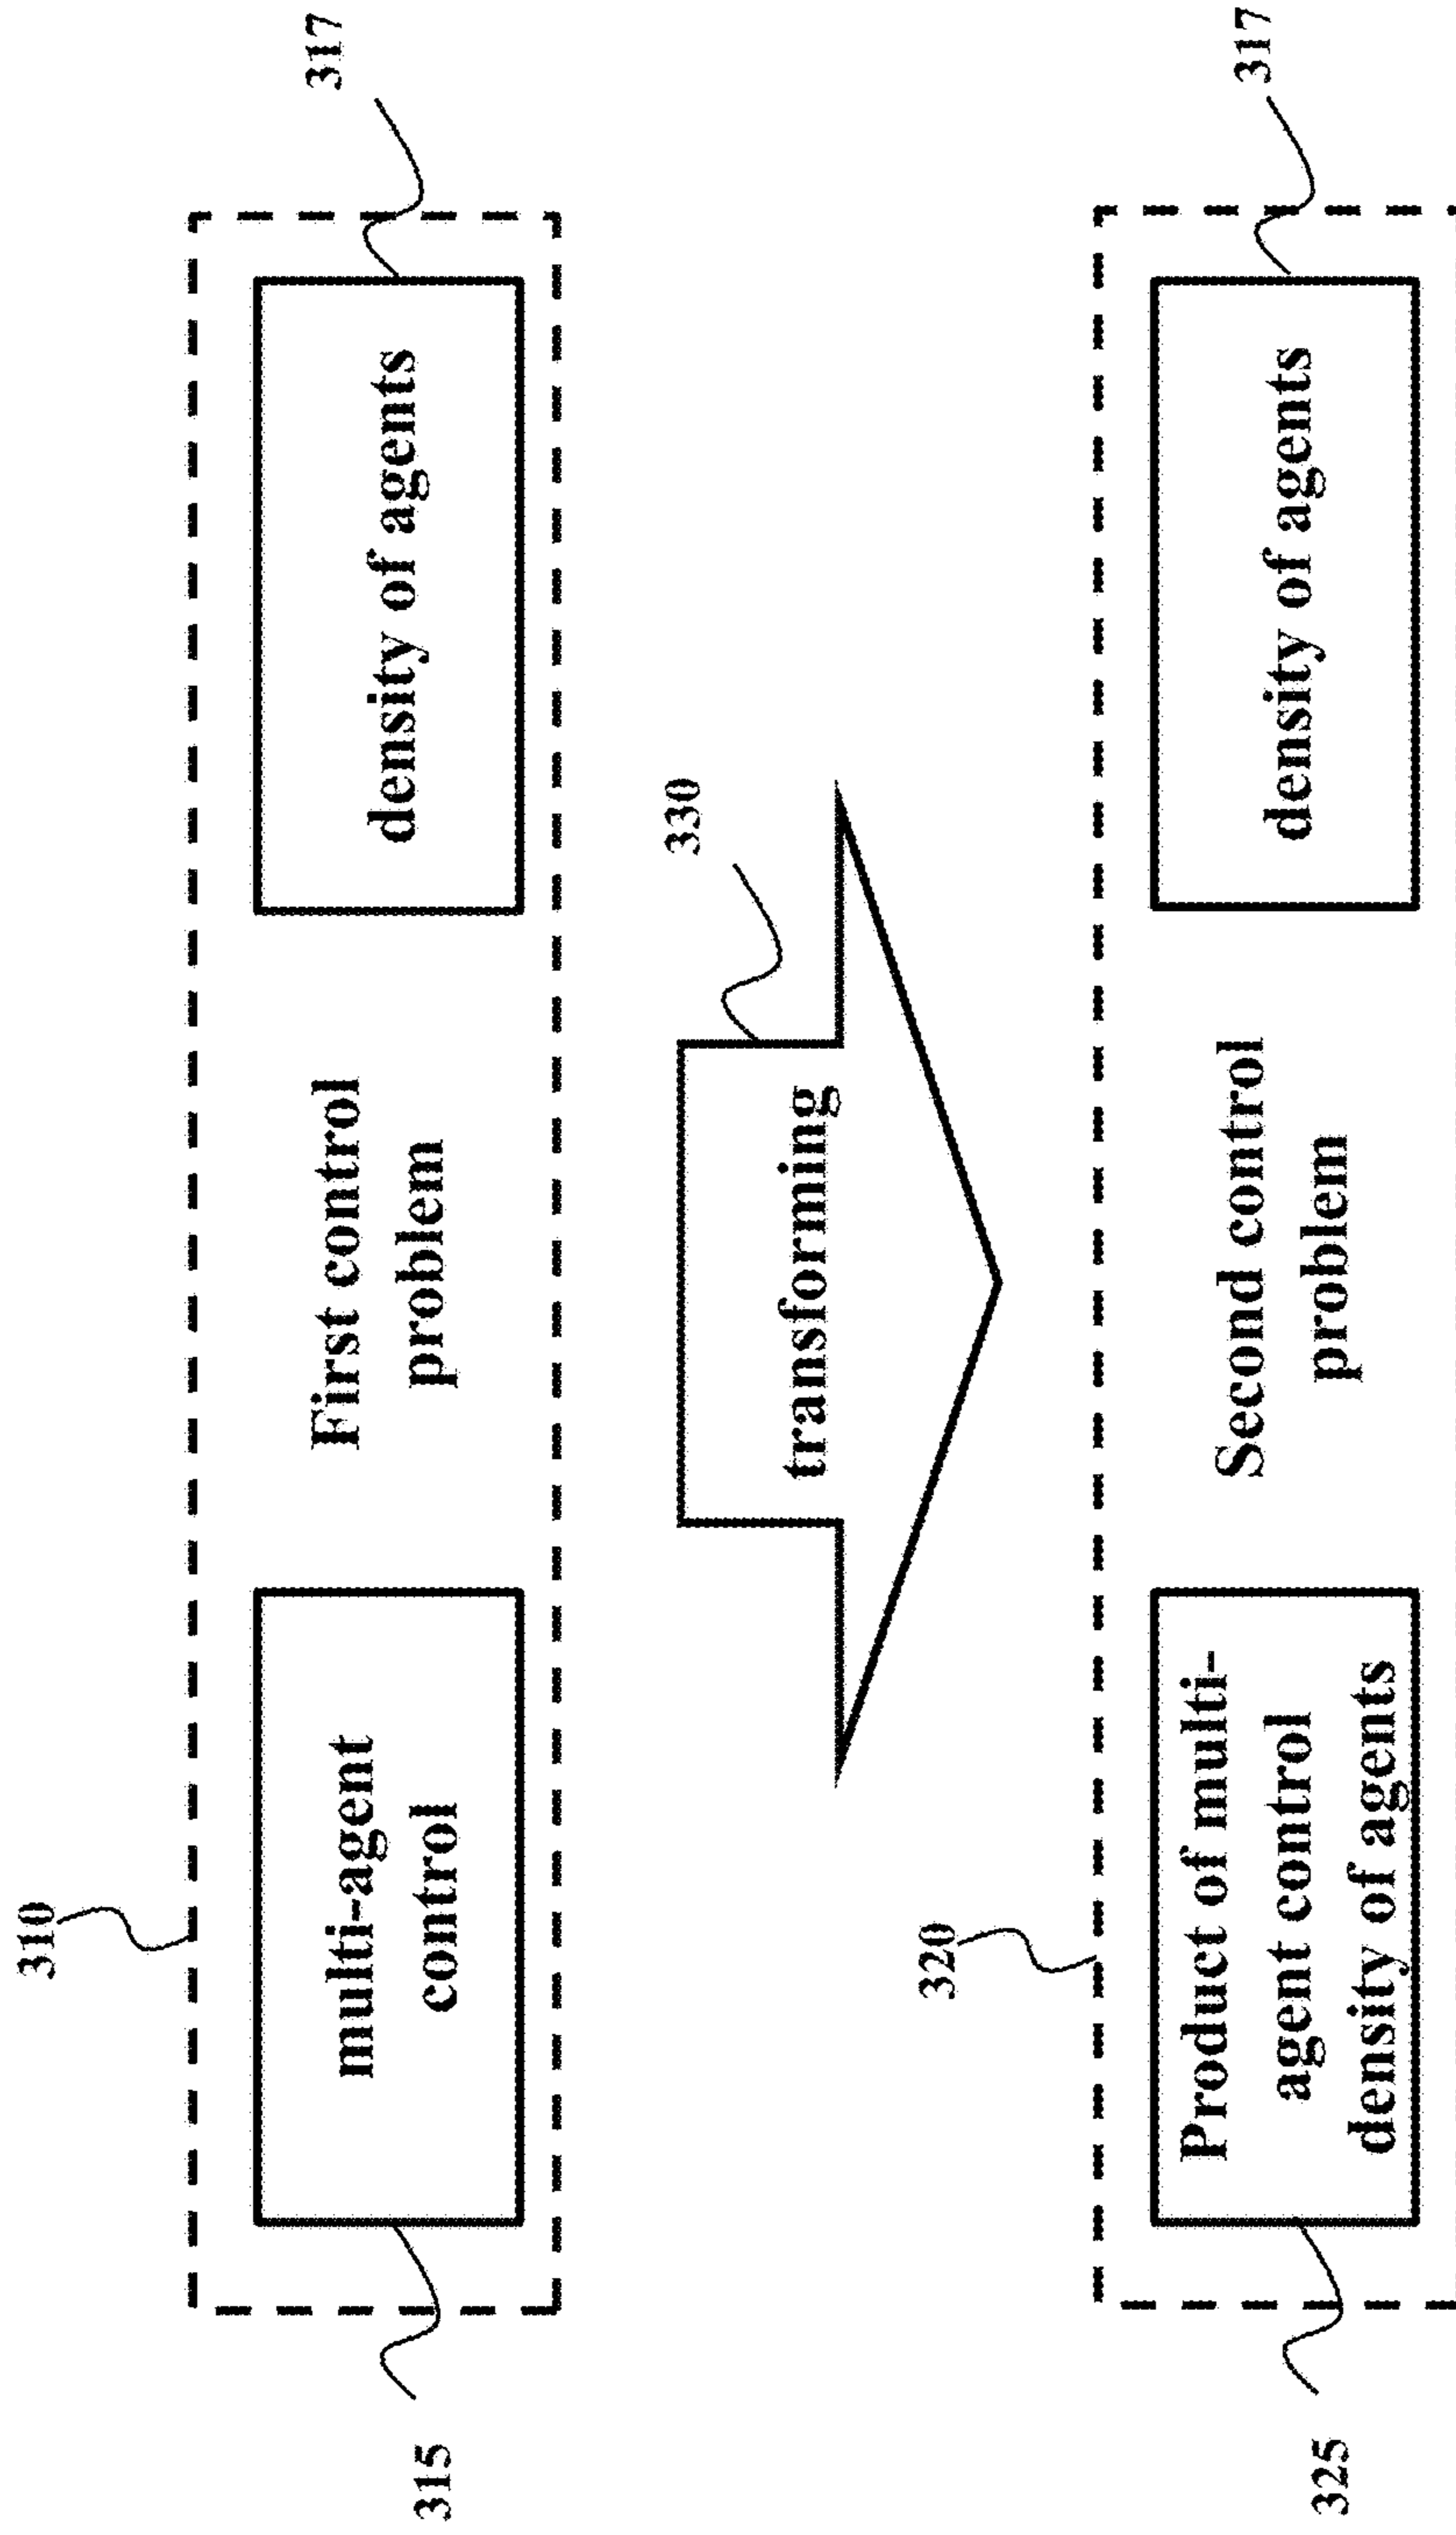 310
315
multi-agent
control
First control
problem
density of agents
317
330
transforming
320
325
Product of multi-
agent control
density of agents
Second control
problem
density of agents
317